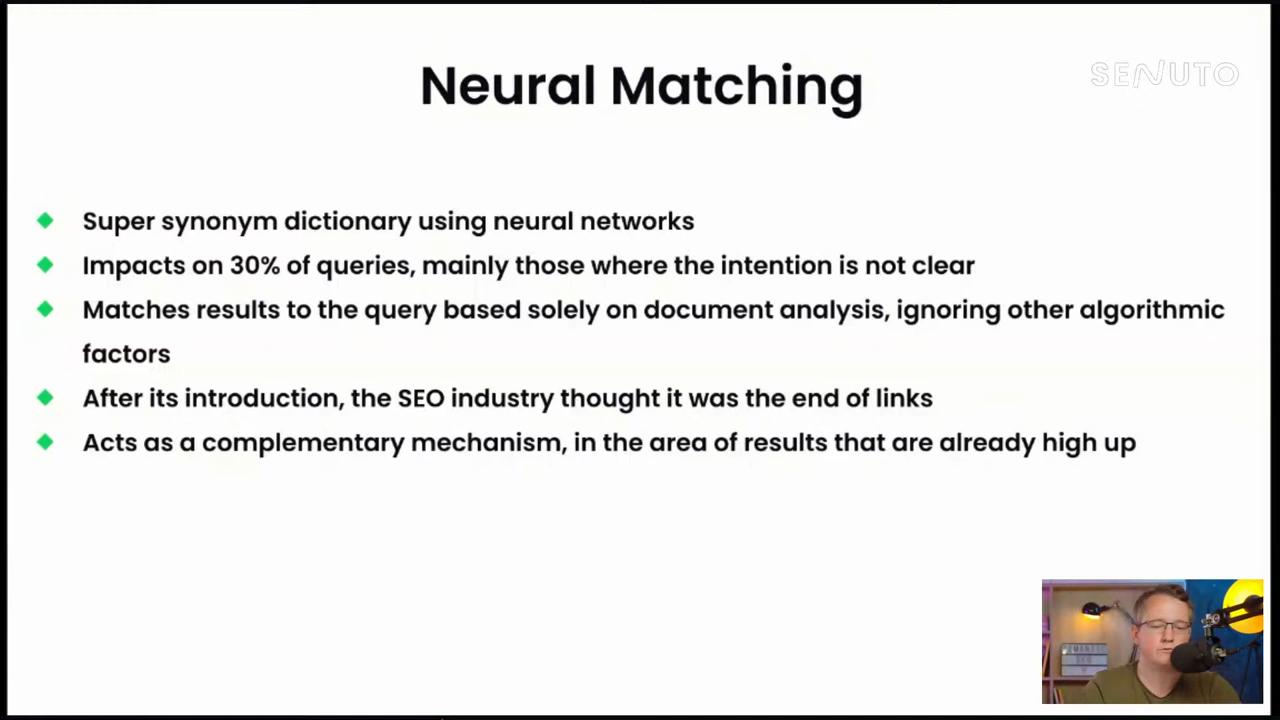 Neural Matching
SENUTO
Super synonym dictionary using neural networks
Impacts on 30% of queries, mainly those where the intention is not clear
Matches results to the query based solely on document analysis, ignoring other algorithmic
factors
After its introduction, the SEO industry thought it was the end of links
Acts as a complementary mechanism, in the area of results that are already high up